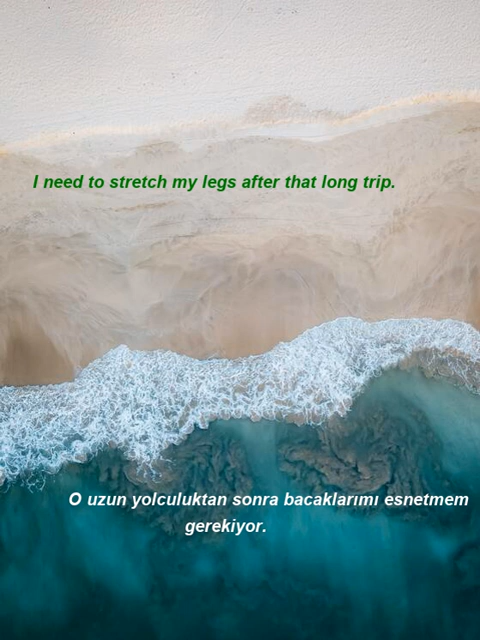 I need to stretch my legs after that long trip.
O uzun yolculuktan sonra bacaklarımı esnetmem
gerekiyor.